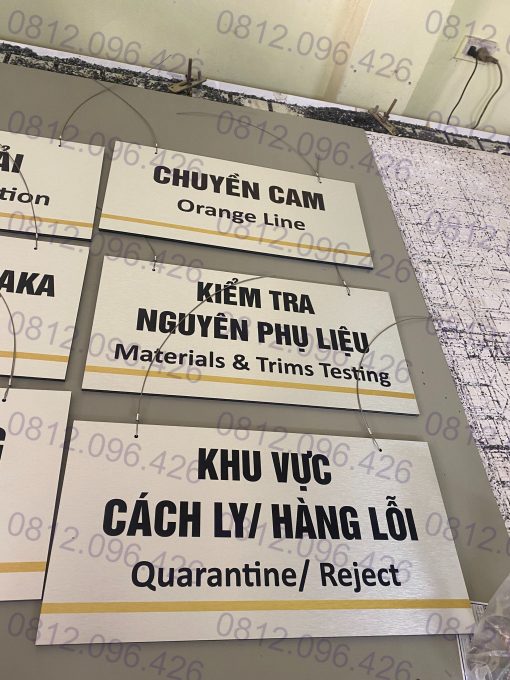 ẢI
tion
CHUYỀN CAM
Orange Line
AKA
KIỂM TRA
NGUYÊN PHỤ LIỆU
Materials & Trims Testing
G
KHU VỰC
CÁCH LY/ HÀNG LỖI
Quarantine/ Reject
0812.096.426